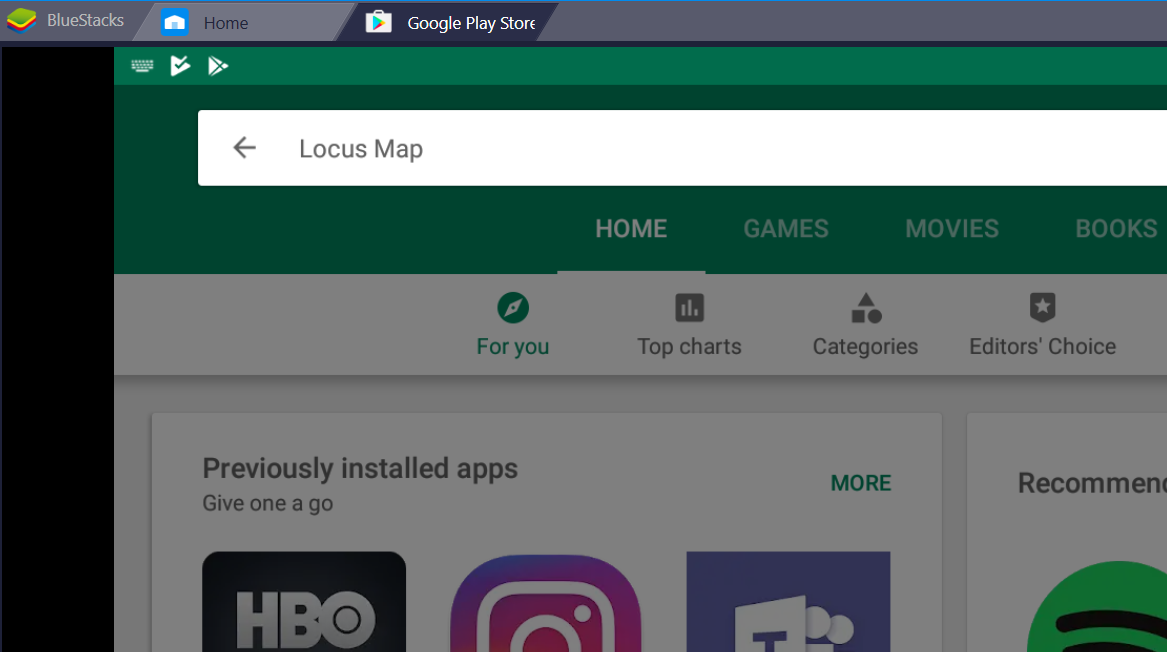 BlueStacks
Home
Google Play Store
Locus Map
HOME GAMES MOVIES BOOKS
For you Top charts Categories Editors' Choice
Previously installed apps
Give one a go
MORE
Recommen
HBO